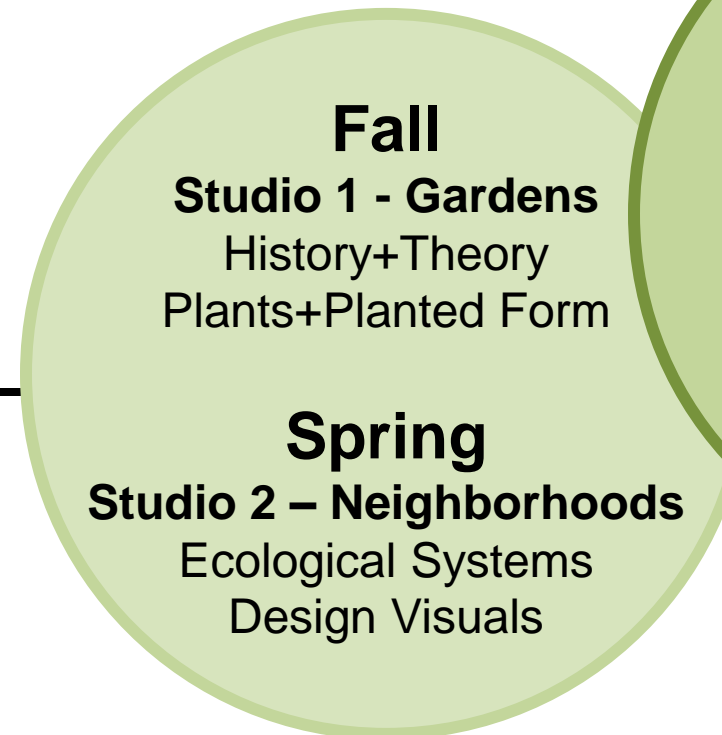 Fall
Studio 1 - Gardens
History+Theory
Plants+Planted Form
Spring
Studio 2 – Neighborhoods
Ecological Systems
Design Visuals